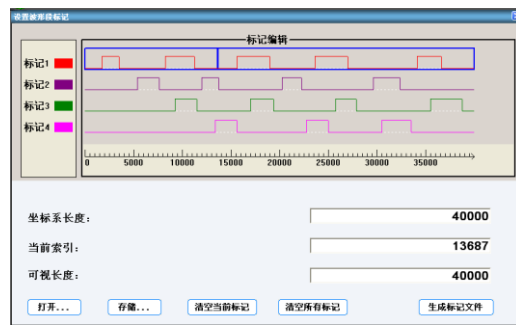 设置波形段标记
标记编辑
标记1
标记2
标记3
标记4
0 5000 10000 15000 20000 25000 30000 35000
坐标系长度： 40000
当前索引： 13687
可视长度： 40000
打开... 存储... 清空当前标记 清空所有标记 生成标记文件